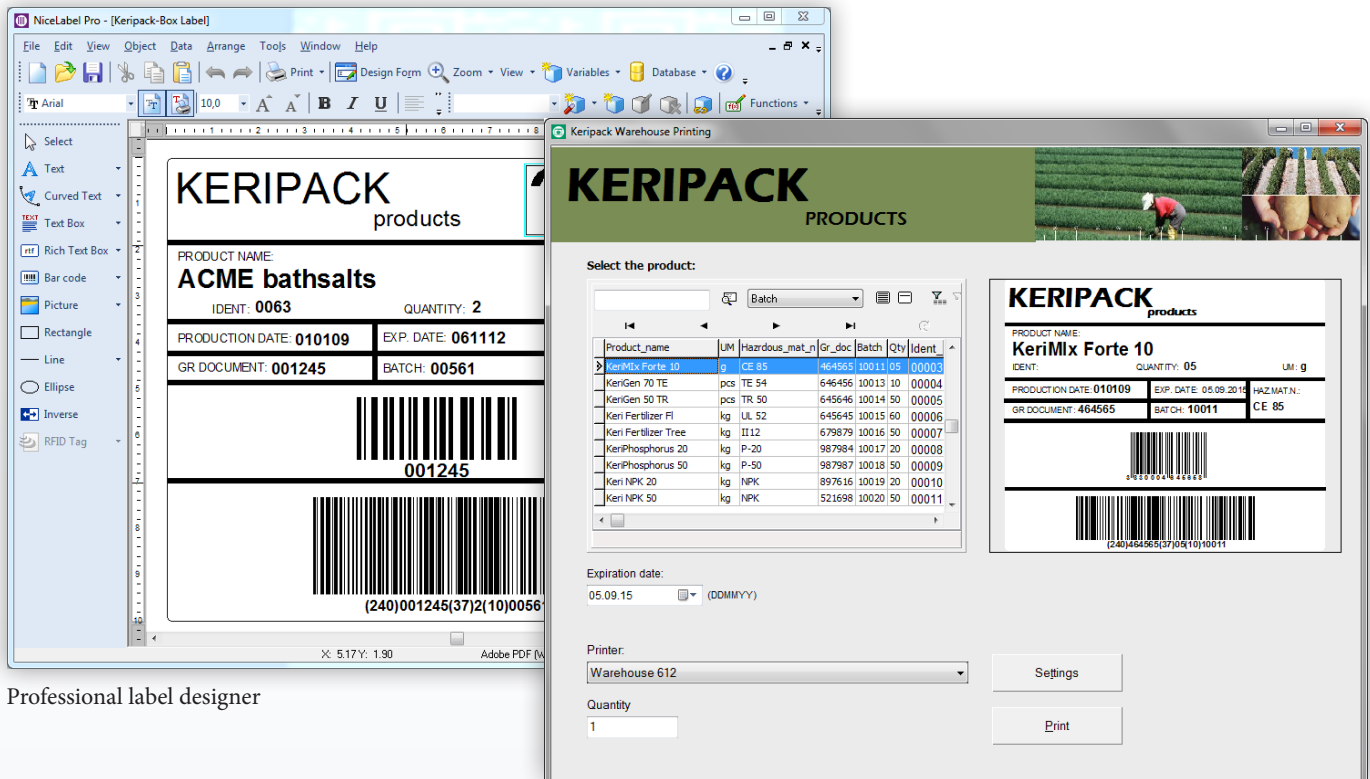 NiceLabel Pro - [Keripack-Box Label]
File Edit View Object Data Arrange Tools Window Help
Print Design Form Zoom View Variables Database
Arial 10,0 B I U Functions
Select
Text
Curved Text
Text Box
Rich Text Box
Bar code
Picture
Rectangle
Line
Ellipse
Inverse
RFID Tag
KERIPACK
products
PRODUCT NAME:
ACME bathsalts
IDENT: 0063 QUANTITY: 2
PRODUCTION DATE: 010109 EXP. DATE: 061112
GR DOCUMENT: 001245 BATCH: 00561
001245
(240)001245(37)2(10)00561
X: 5.17 Y: 1.90 Adobe PDF
Professional label designer
Keripack Warehouse Printing
KERIPACK
PRODUCTS
Select the product:
Batch
Product_name UM Hazrdous_mat_n Gr_doc Batch Qty Ident_
KeriMIx Forte 10 g CE 85 464565 10011 05 00003
KeriGen 70 TE pcs TE 54 646456 10013 10 00004
KeriGen 50 TR pcs TR 50 645646 10014 50 00005
Keri Fertilizer Fl kg UL 52 645645 10015 60 00006
Keri Fertilizer Tree kg II12 679879 10016 50 00007
KeriPhosphorus 20 kg P-20 987984 10017 20 00008
KeriPhosphorus 50 kg P-50 987987 10018 50 00009
Keri NPK 20 kg NPK 897616 10019 20 00010
Keri NPK 50 kg NPK 521698 10020 50 00011
KERIPACK
products
PRODUCT NAME:
KeriMIx Forte 10
IDENT: QUANTITY: 05 UM: g
PRODUCTION DATE: 010109 EXP. DATE: 05.09.2015 HAZ.MAT.N.:
GR DOCUMENT: 464565 BATCH: 10011 CE 85
(240)464565(37)05(10)10011
Expiration date:
05.09.15 (DDMMYY)
Printer:
Warehouse 612
Settings
Quantity
1
Print